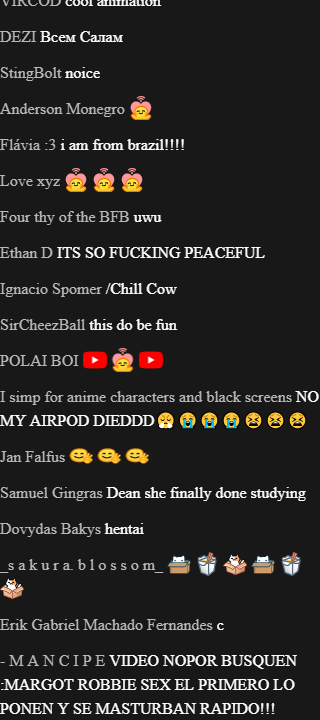 VIRCOD cool animation
DEZI Всем Салам
StingBolt noice
Anderson Monegro
Flávia :3 i am from brazil!!!!
Love xyz
Four thy of the BFB uwu
Ethan D ITS SO FUCKING PEACEFUL
Ignacio Spomer /Chill Cow
SirCheezBall this do be fun
POLAI BOI
I simp for anime characters and black screens NO
MY AIRPOD DIEDDD 😤 😭 😭 😭 😫 😫 😫
Jan Falfus
Samuel Gingras Dean she finally done studying
Dovydas Bakys hentai
_s a k u r a. b l o s s o m_
Erik Gabriel Machado Fernandes c
- M A N C I P E VIDEO NOPOR BUSQUEN
:MARGOT ROBBIE SEX EL PRIMERO LO
PONEN Y SE MASTURBAN RAPIDO!!!